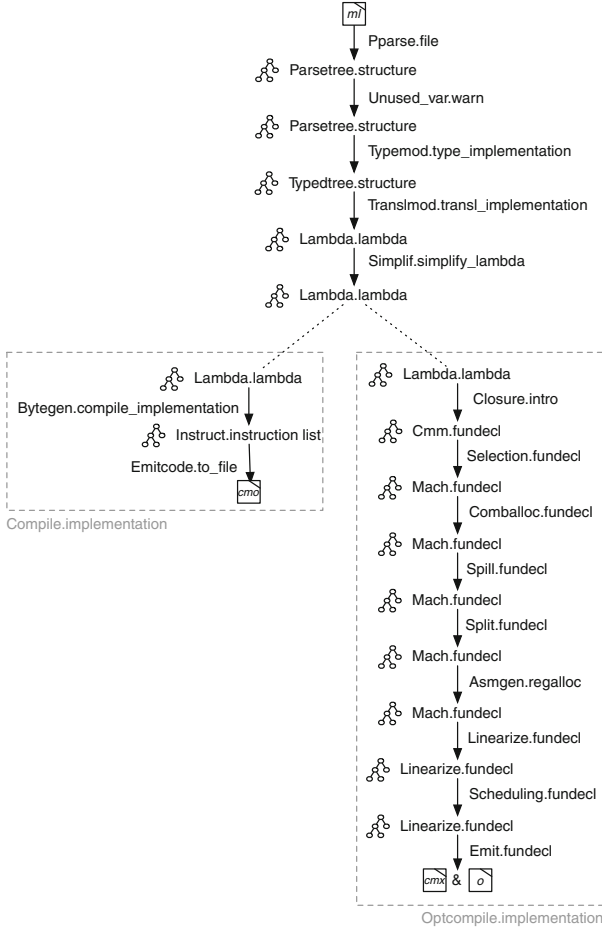 ml
Pparse.file
Parsetree.structure
Unused_var.warn
Parsetree.structure
Typemod.type_implementation
Typedtree.structure
Translmod.transl_implementation
Lambda.lambda
Simplif.simplify_lambda
Lambda.lambda
Lambda.lambda
Bytegen.compile_implementation
Instruct.instruction list
Emitcode.to_file
cmo
Compile.implementation
Lambda.lambda
Closure.intro
Cmm.fundecl
Selection.fundecl
Mach.fundecl
Comballoc.fundecl
Mach.fundecl
Spill.fundecl
Mach.fundecl
Split.fundecl
Mach.fundecl
Asmgen.regalloc
Mach.fundecl
Linearize.fundecl
Linearize.fundecl
Scheduling.fundecl
Linearize.fundecl
Emit.fundecl
cmx & o
Optcompile.implementation